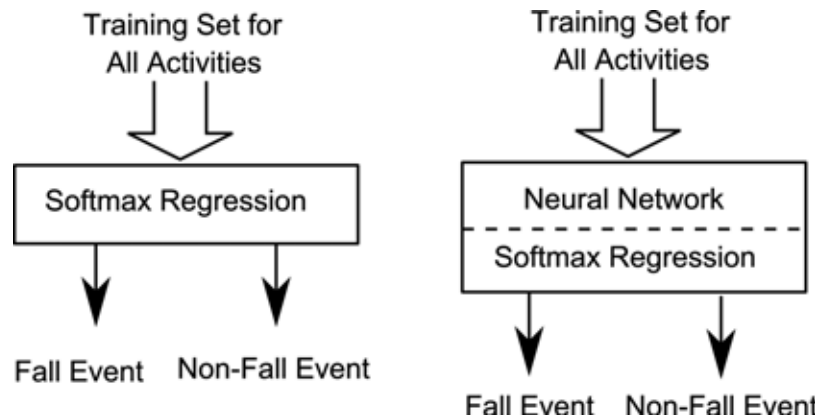 Training Set for
All Activities
Softmax Regression
Fall Event
Non-Fall Event
Training Set for
All Activities
Neural Network
Softmax Regression
Fall Event
Non-Fall Event